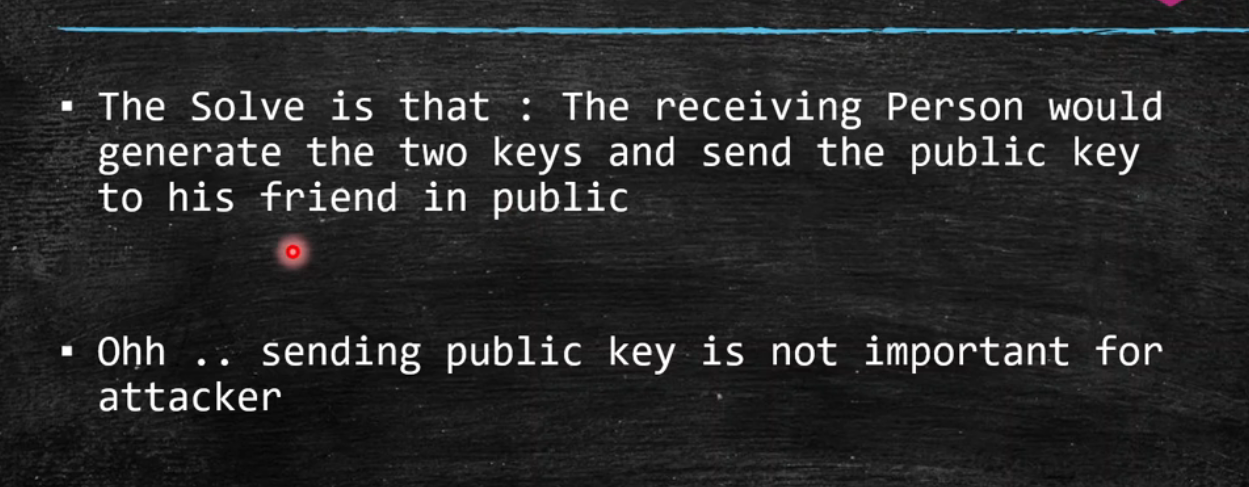 ▪ The Solve is that : The receiving Person would
generate the two keys and send the public key
to his friend in public
▪ Ohh .. sending public key is not important for
attacker